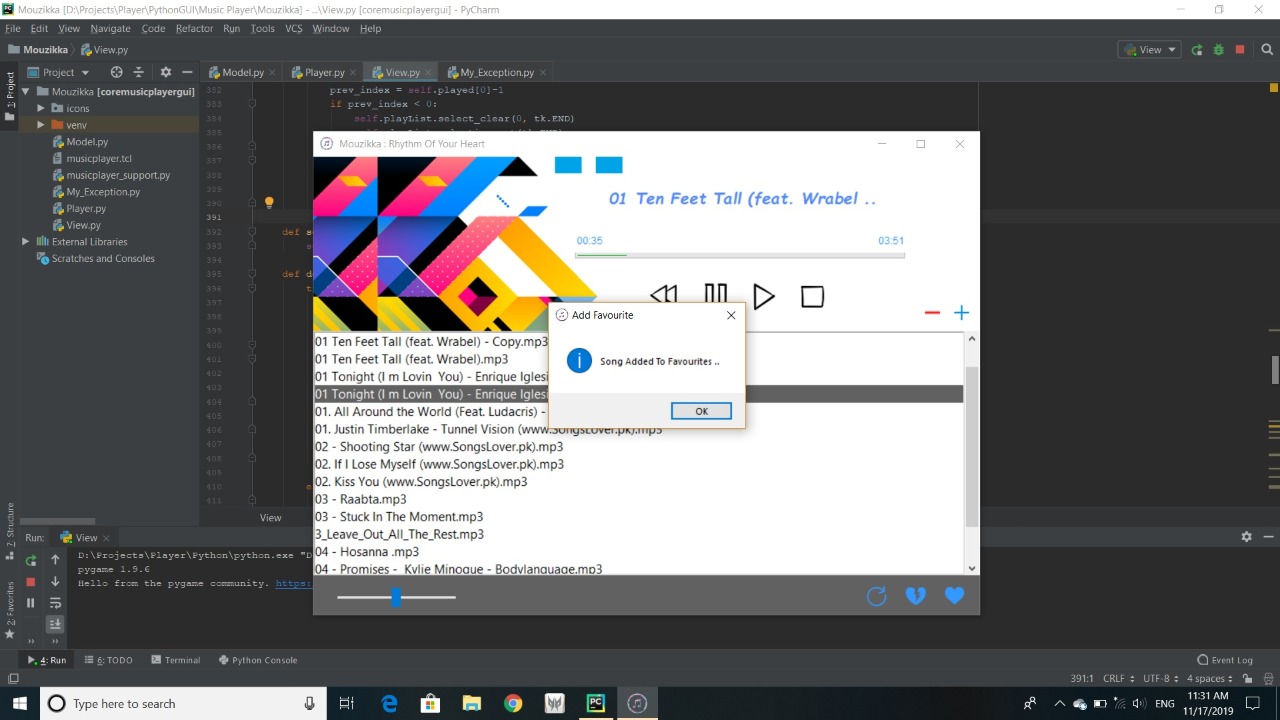 Mouzikka [D:\Projects\Player\PythonGUI\Music Player\Mouzikka] - ...\View.py [coremusicplayergui] - PyCharm
File Edit View Navigate Code Refactor Run Tools VCS Window Help
Mouzikka View.py View
1: Project
Project
Model.py Player.py View.py My_Exception.py
Mouzikka [coremusicplayergui]
icons
venv
Model.py
musicplayer.tcl
musicplayer_support.py
My_Exception.py
Player.py
View.py
External Libraries
Scratches and Consoles
382 prev_index = self.played[0]-1
383 if prev_index < 0:
384 self.playList.select_clear(0, tk.END)
385
386
387
388
389
390
391
392 def s
393
394
395 def d
396
397
398
399
400
401
402
403
404
405
406
407
408
409
410
411
View
Mouzikka : Rhythm Of Your Heart
01 Ten Feet Tall (feat. Wrabel ..
00:35 03:51
Add Favourite
Song Added To Favourites ..
OK
01 Ten Feet Tall (feat. Wrabel) - Copy.mp3
01 Ten Feet Tall (feat. Wrabel).mp3
01 Tonight (I m Lovin You) - Enrique Iglesi
01 Tonight (I m Lovin You) - Enrique Iglesi
01. All Around the World (Feat. Ludacris) -
01. Justin Timberlake - Tunnel Vision (www.SongsLover.pk).mp3
02 - Shooting Star (www.SongsLover.pk).mp3
02. If I Lose Myself (www.SongsLover.pk).mp3
02. Kiss You (www.SongsLover.pk).mp3
03 - Raabta.mp3
03 - Stuck In The Moment.mp3
3_Leave_Out_All_The_Rest.mp3
04 - Hosanna .mp3
04 - Promises - Kylie Minogue - Bodylanguage.mp3
7: Structure
2: Favorites
Run: View
D:\Projects\Player\Python\python.exe "D
pygame 1.9.6
Hello from the pygame community. https:
4: Run 6: TODO Terminal Python Console Event Log
391:1 CRLF UTF-8 4 spaces
Type here to search
ENG
11:31 AM
11/17/2019